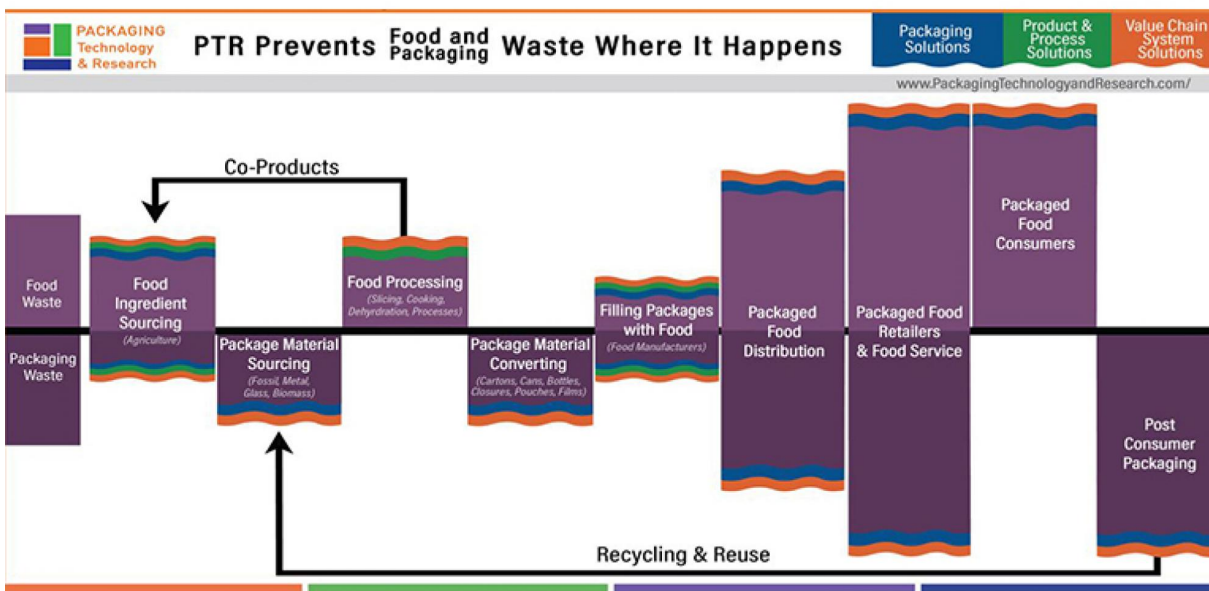 PACKAGING
Technology
& Research
PTR Prevents Food and Packaging Waste Where It Happens
Packaging
Solutions
Product &
Process
Solutions
Value Chain
System
Solutions
www.PackagingTechnologyandResearch.com/
Co-Products
Food
Waste
Packaging
Waste
Food
Ingredient
Sourcing
(Agriculture)
Package Material
Sourcing
(Fossil, Metal,
Glass, Biomass)
Food Processing
(Slicing, Cooking,
Dehyrdration, Processes)
Package Material
Converting
(Cartons, Cans, Bottles,
Closures, Pouches, Films)
Filling Packages
with Food
(Food Manufacturers)
Packaged
Food
Distribution
Packaged Food
Retailers
& Food Service
Packaged
Food
Consumers
Post
Consumer
Packaging
Recycling & Reuse